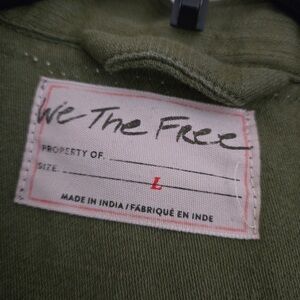 We The Free
PROPERTY OF.
SIZE.
L
MADE IN INDIA / FABRIQUÉ EN INDE